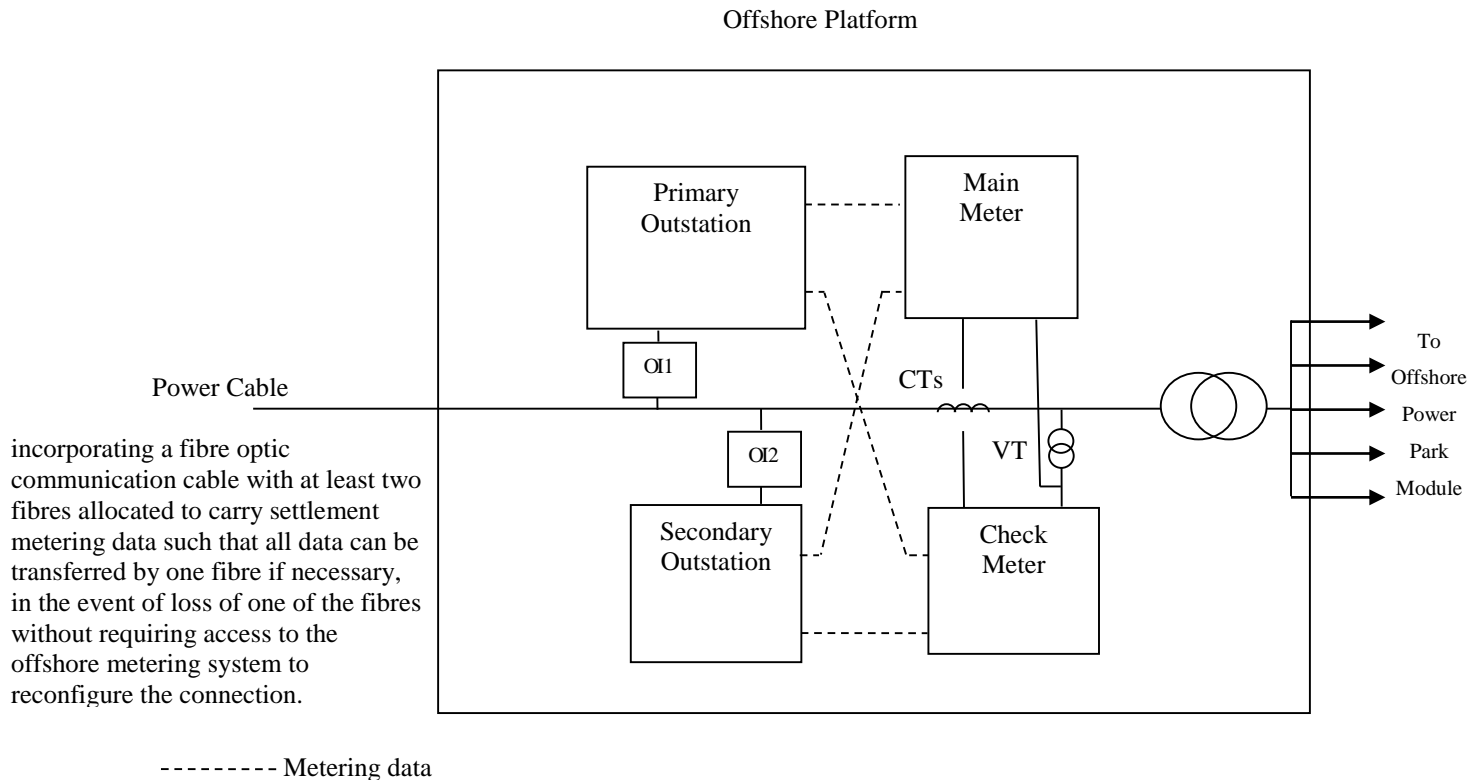 Offshore Platform
Primary
Outstation
Main
Meter
OI1
CTs
Power Cable
incorporating a fibre optic
communication cable with at least two
fibres allocated to carry settlement
metering data such that all data can be
transferred by one fibre if necessary,
in the event of loss of one of the fibres
without requiring access to the
offshore metering system to
reconfigure the connection.
OI2
VT
Secondary
Outstation
Check
Meter
To
Offshore
Power
Park
Module
Metering data